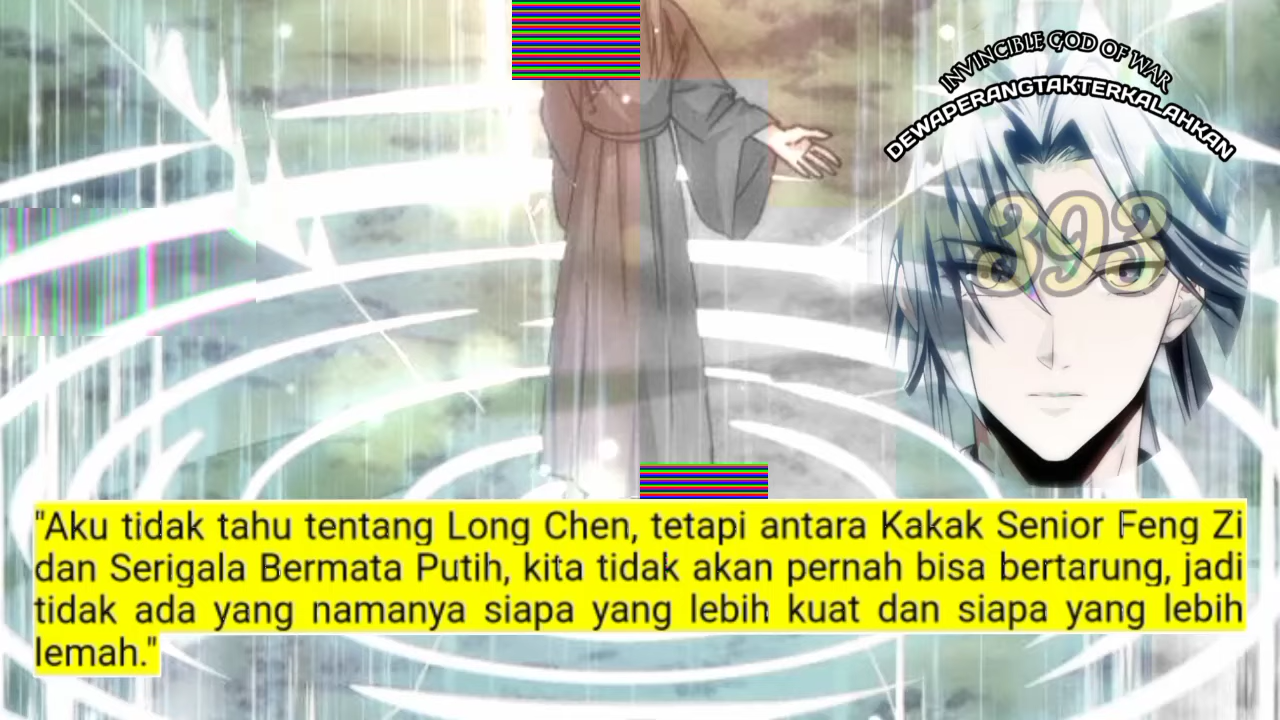 INVINCIBLE GOD OF WAR
DEWAPERANGTAKTERKALAHKAN
393
"Aku tidak tahu tentang Long Chen, tetapi antara Kakak Senior Feng Zi
dan Serigala Bermata Putih, kita tidak akan pernah bisa bertarung, jadi
tidak ada yang namanya siapa yang lebih kuat dan siapa yang lebih
lemah."